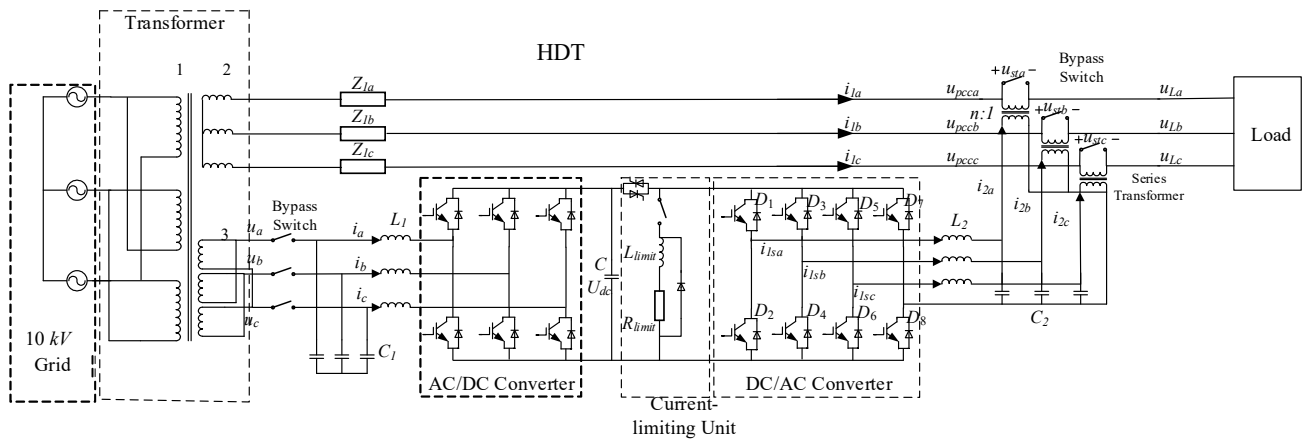 Transformer
HDT
Bypass
Switch
1
2
Z1a
i1a
upcca
+usta−
uLa
n:1
Z1b
i1b
upccb
+ustb−
uLb
Z1c
i1c
upccc
+ustc−
uLc
Load
Series
Transformer
i2a
i2b
i2c
3
Bypass
Switch
ua
ia
L1
ub
ib
uc
ic
C1
C
Udc
Llimit
Rlimit
D1
D3
D5
D7
i1sa
i1sb
i1sc
D2
D4
D6
D8
L2
C2
10 kV
Grid
AC/DC Converter
DC/AC Converter
Current-
limiting Unit